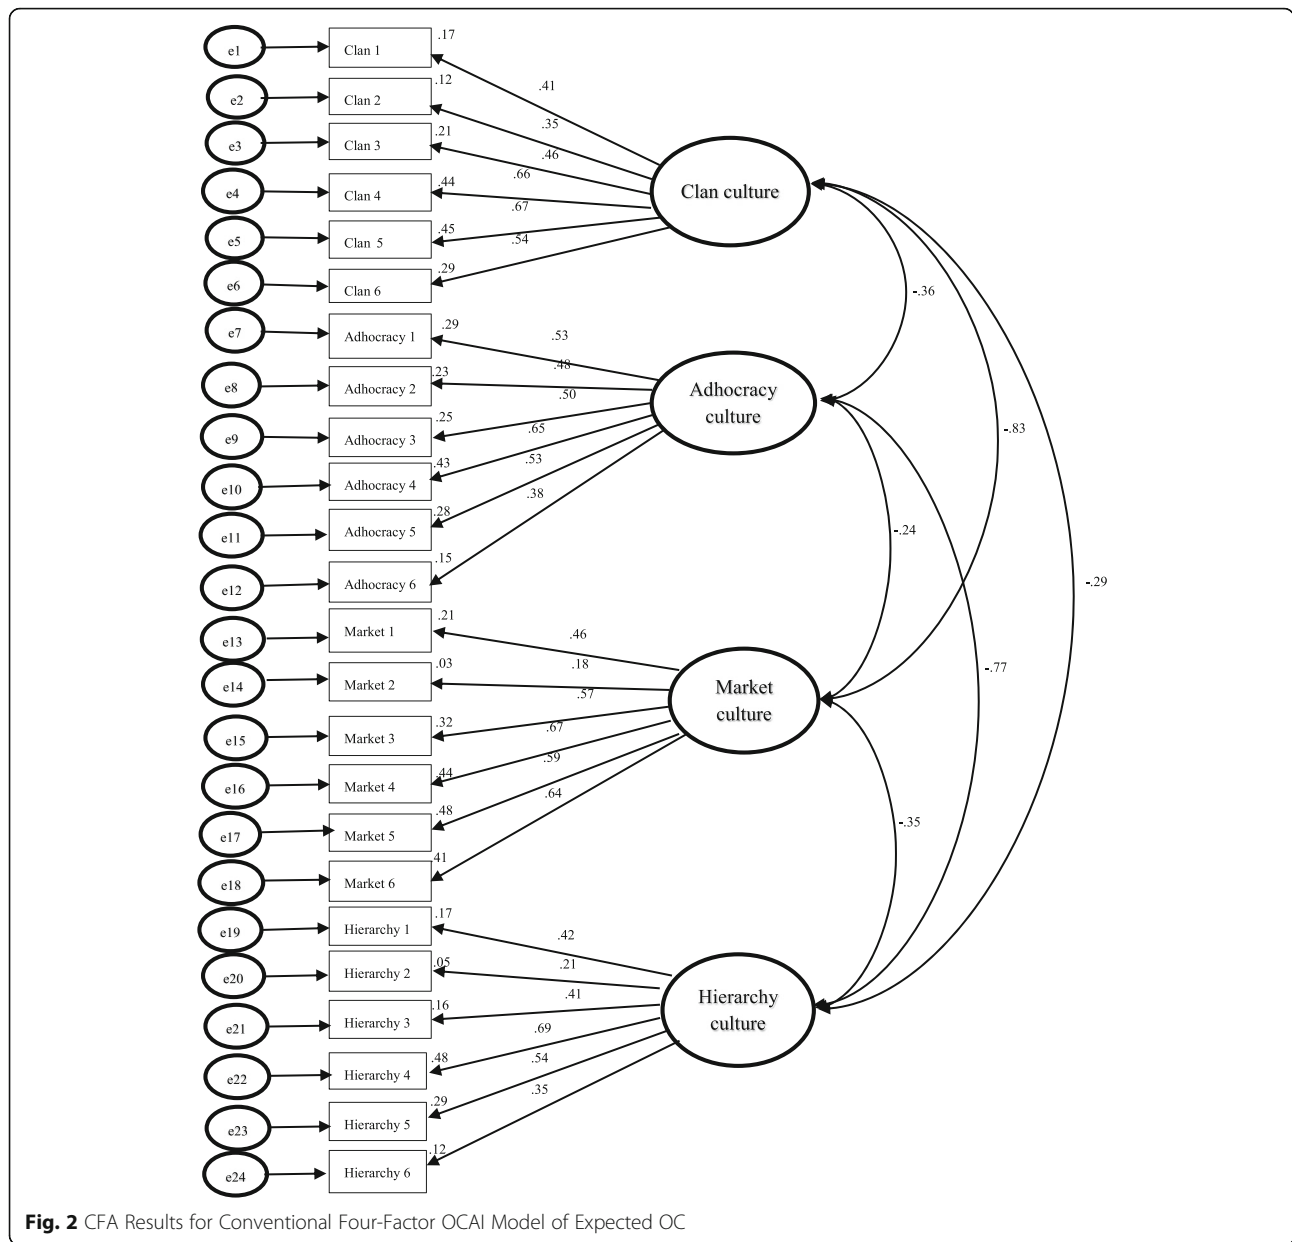 e1
Clan 1
.17
.41
e2
Clan 2
.12
.35
e3
Clan 3
.21
.46
e4
Clan 4
.44
.66
e5
Clan 5
.45
.67
e6
Clan 6
.29
.54
Clan culture
e7
Adhocracy 1
.29
.53
e8
Adhocracy 2
.23
.48
e9
Adhocracy 3
.25
.50
e10
Adhocracy 4
.43
.65
e11
Adhocracy 5
.28
.53
e12
Adhocracy 6
.15
.38
Adhocracy
culture
e13
Market 1
.21
.46
e14
Market 2
.03
.18
e15
Market 3
.32
.57
e16
Market 4
.44
.67
e17
Market 5
.48
.59
e18
Market 6
.41
.64
Market
culture
e19
Hierarchy 1
.17
.42
e20
Hierarchy 2
.05
.21
e21
Hierarchy 3
.16
.41
e22
Hierarchy 4
.48
.69
e23
Hierarchy 5
.29
.54
e24
Hierarchy 6
.12
.35
Hierarchy
culture
-.36
-.83
-.24
-.29
-.77
-.35
Fig. 2 CFA Results for Conventional Four-Factor OCAI Model of Expected OC